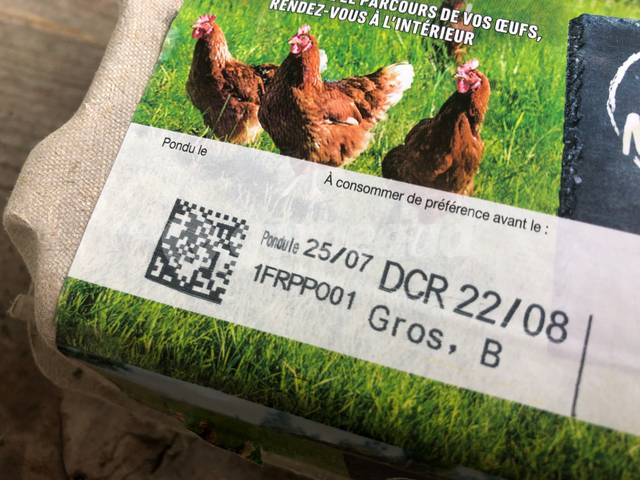 PARCOURS DE VOS ŒUFS,
RENDEZ-VOUS À L'INTÉRIEUR
Pondu le
À consommer de préférence avant le :
Pondu le 25/07 DCR 22/08
1FRPP001 Gros, B